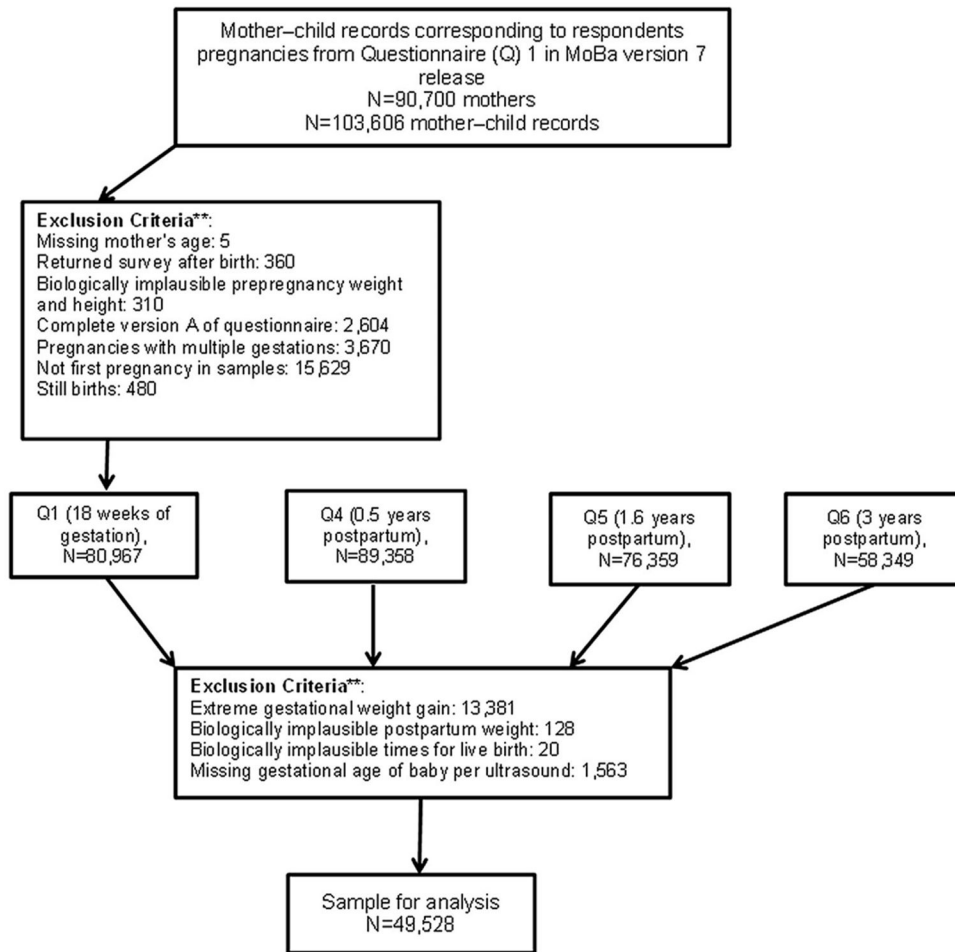 Mother–child records corresponding to respondents
pregnancies from Questionnaire (Q) 1 in MoBa version 7
release
N=90,700 mothers
N=103,606 mother–child records
Exclusion Criteria**:
Missing mother's age: 5
Returned survey after birth: 360
Biologically implausible prepregnancy weight
and height: 310
Complete version A of questionnaire: 2,604
Pregnancies with multiple gestations: 3,670
Not first pregnancy in samples: 15,629
Still births: 480
Q1 (18 weeks of
gestation),
N=80,967
Q4 (0.5 years
postpartum),
N=89,358
Q5 (1.6 years
postpartum),
N=76,359
Q6 (3 years
postpartum),
N=58,349
Exclusion Criteria**:
Extreme gestational weight gain: 13,381
Biologically implausible postpartum weight: 128
Biologically implausible times for live birth: 20
Missing gestational age of baby per ultrasound: 1,563
Sample for analysis
N=49,528